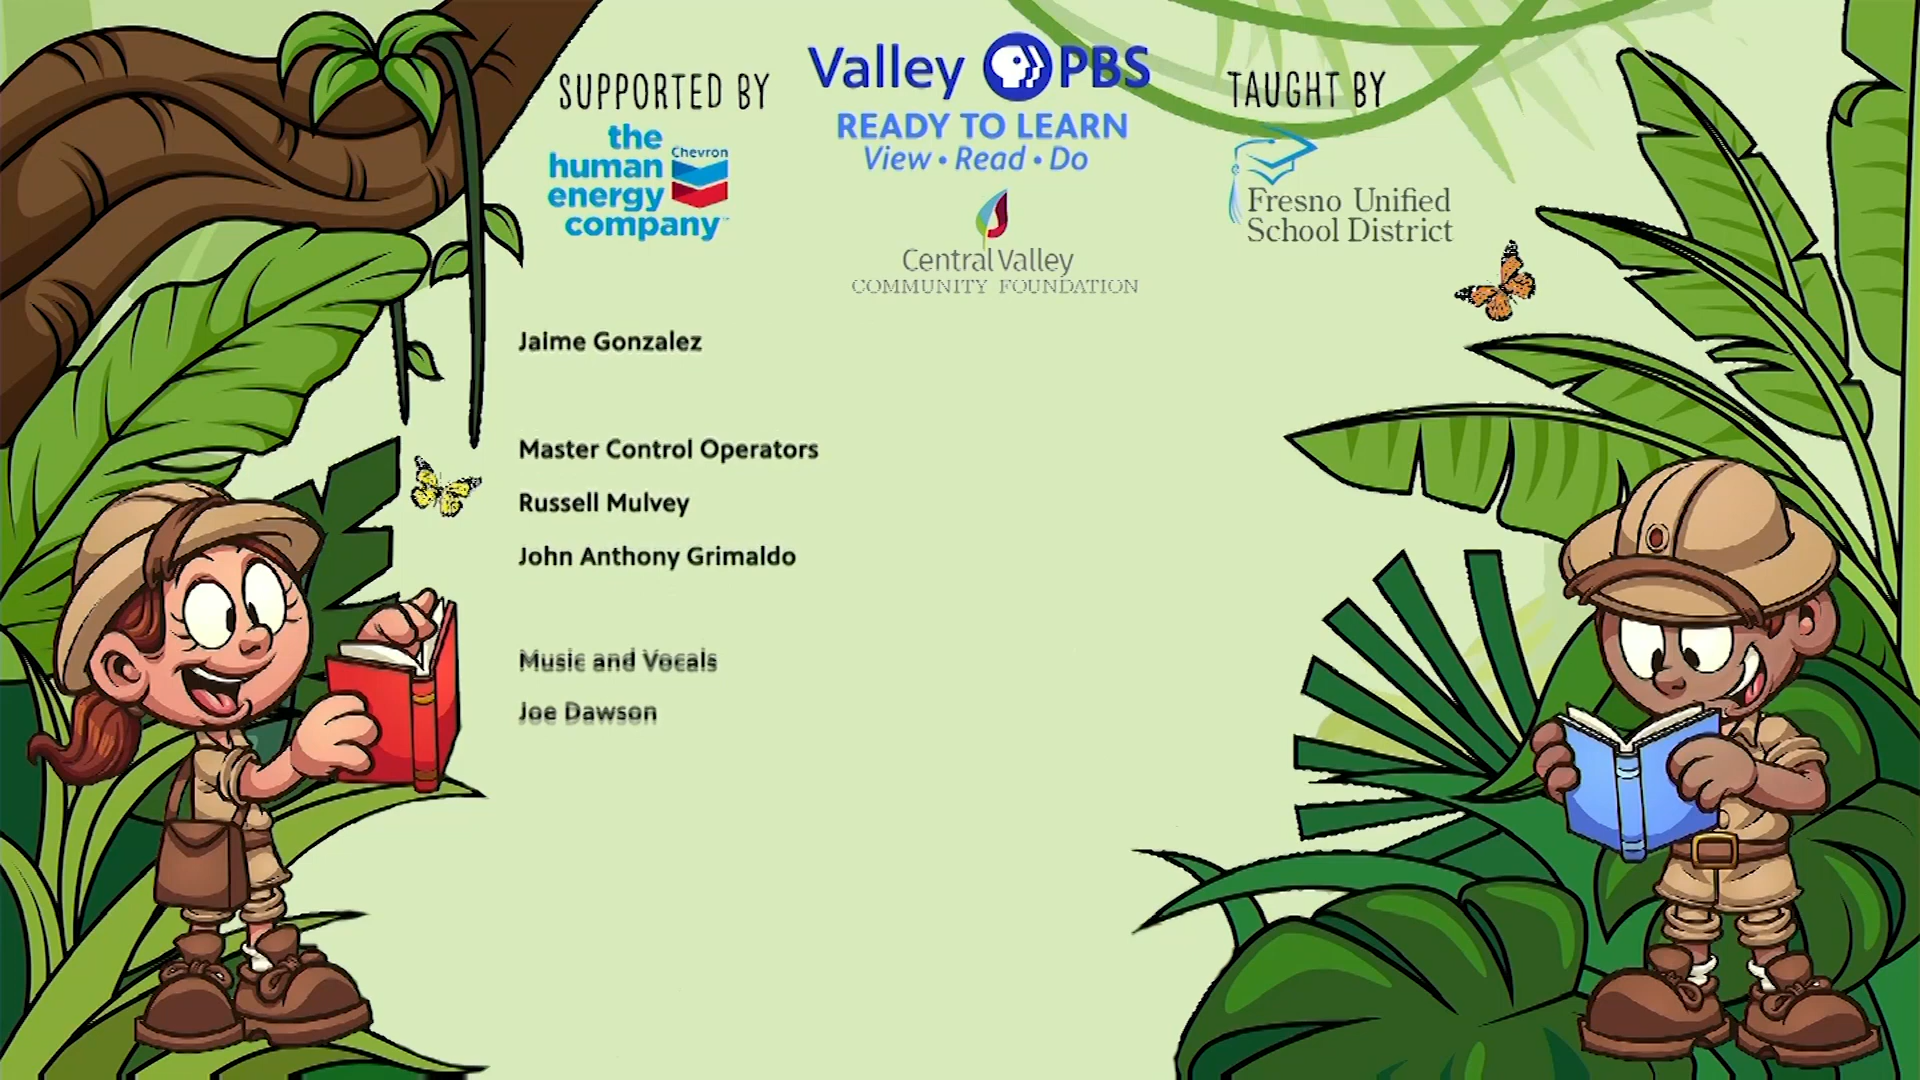 SUPPORTED BY
the
human
energy
company™
Chevron
Valley PBS
READY TO LEARN
View • Read • Do
Central Valley
COMMUNITY FOUNDATION
TAUGHT BY
Fresno Unified
School District
Jaime Gonzalez
Master Control Operators
Russell Mulvey
John Anthony Grimaldo
Music and Vocals
Joe Dawson